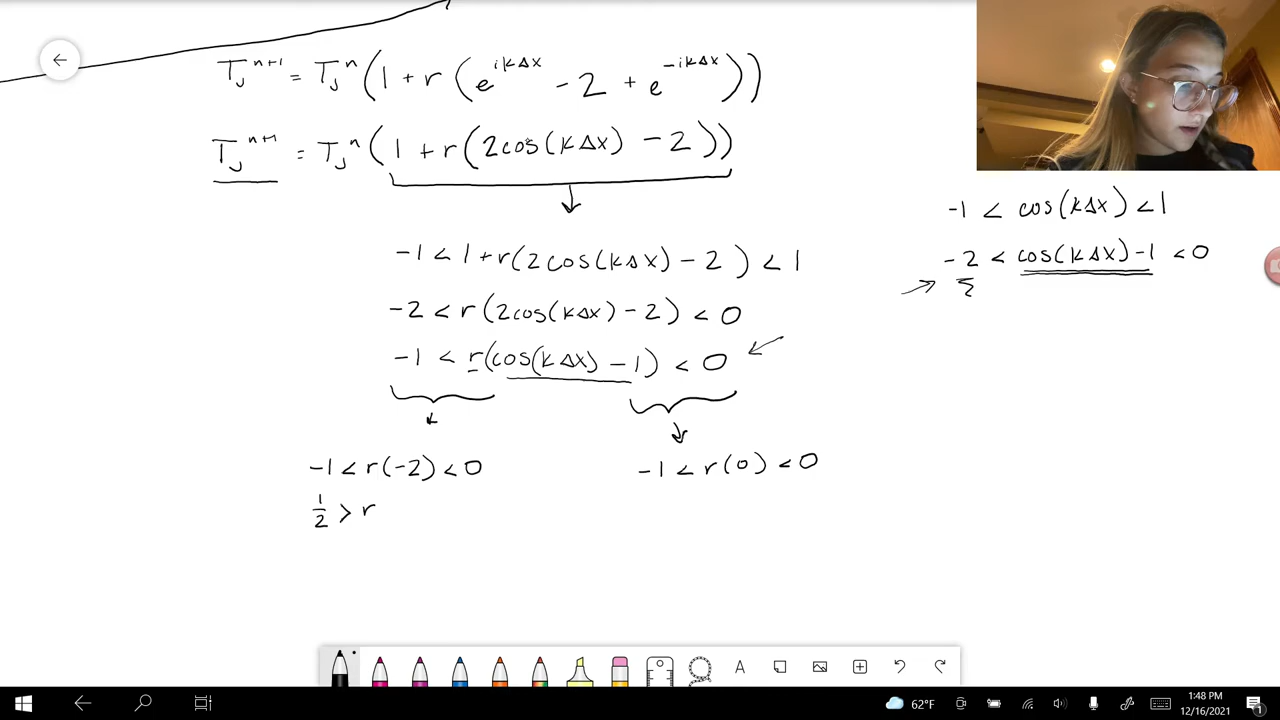 T_j^{n+1} = T_j^n (1 + r (e^{ikΔx} - 2 + e^{-ikΔx}))
T_j^{n+1} = T_j^n (1 + r (2cos(kΔx) - 2))
-1 < cos(kΔx) < 1
-2 < cos(kΔx) - 1 < 0
-1 < 1 + r(2cos(kΔx) - 2) < 1
-2 < r(2cos(kΔx) - 2) < 0
-1 < r(cos(kΔx) - 1) < 0
-1 < r(-2) < 0
-1 < r(0) < 0
1/2 > r
A
62°F
1:48 PM
12/16/2021
1